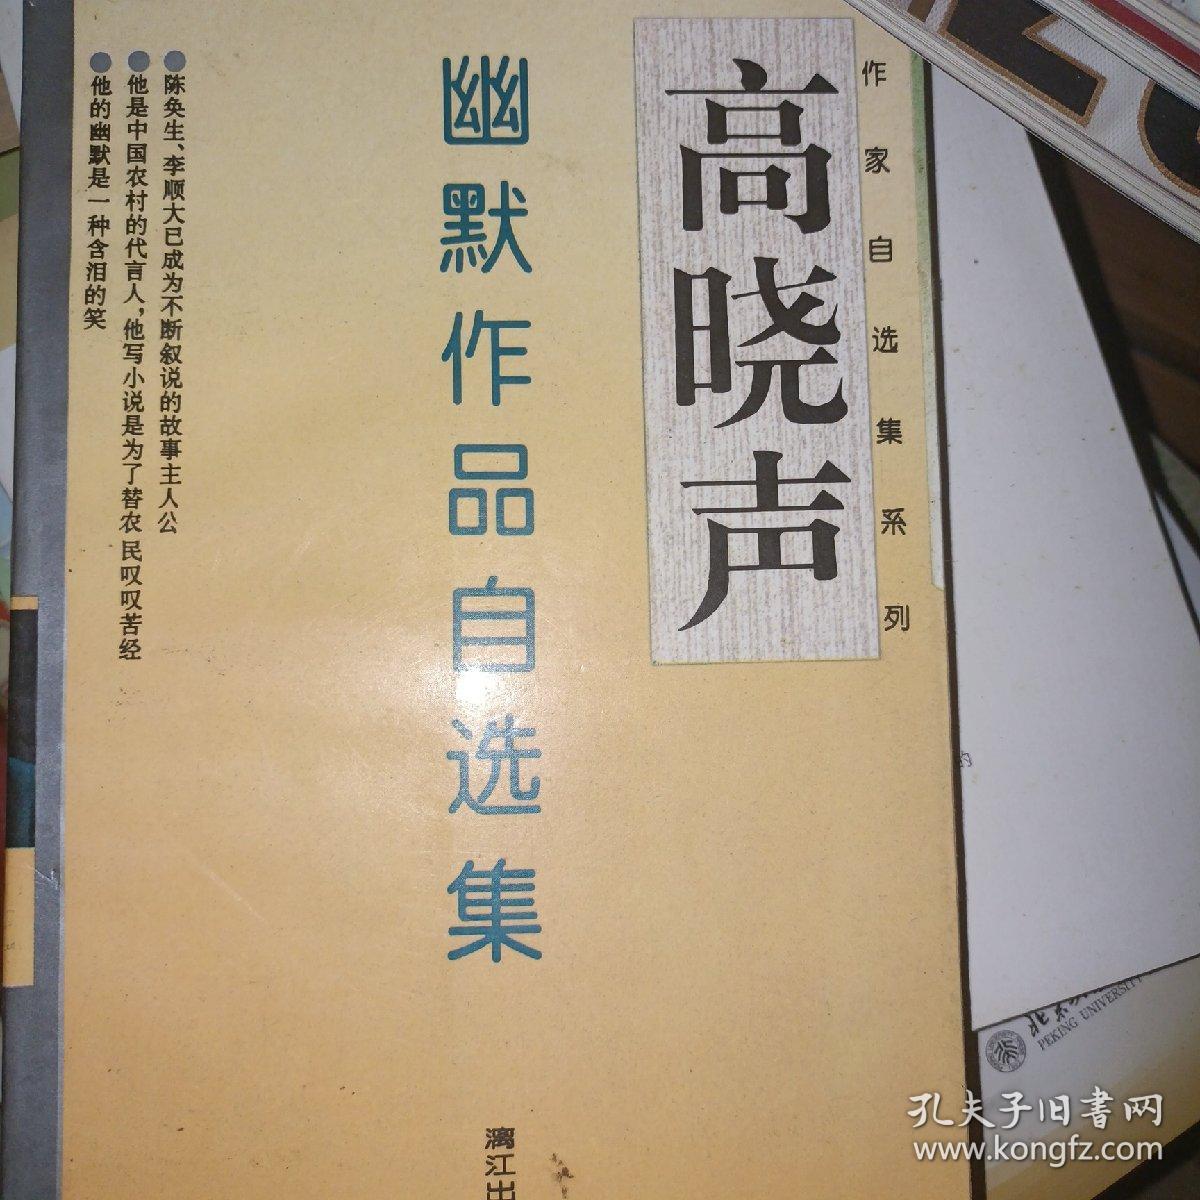 作家自选集系列
高晓声
幽默作品自选集
●陈奂生、李顺大已成为不断叙说的故事主人公
●他是中国农村的代言人，他写小说是为了替农民叹叹苦经
●他的幽默是一种含泪的笑
漓江出
的
PEKING UNIVERSITY
孔夫子旧書网
www.kongfz.com